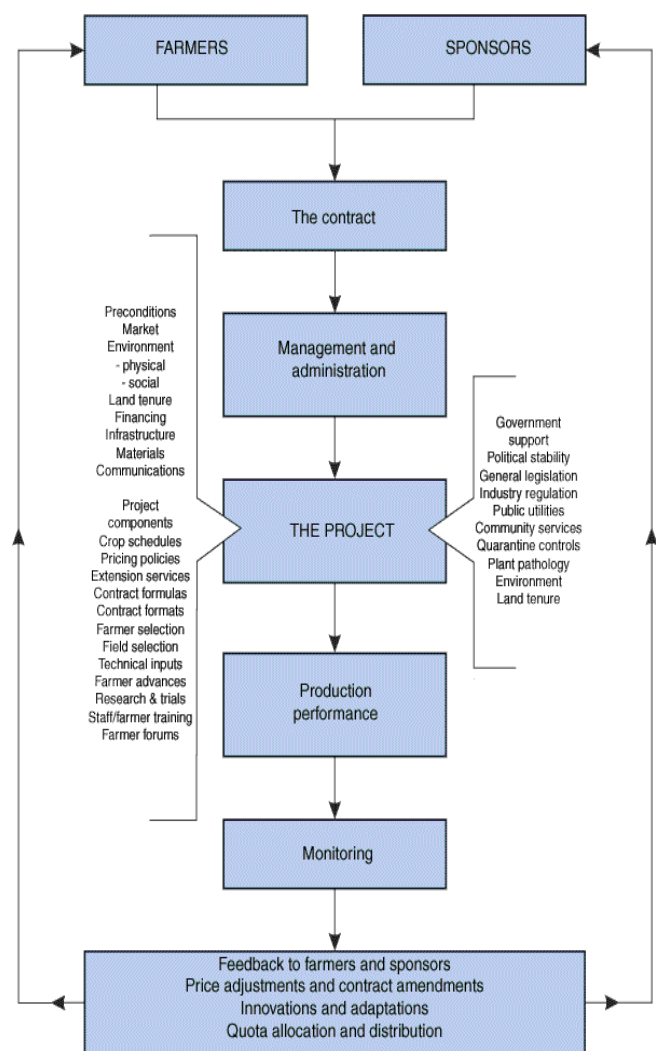 FARMERS
SPONSORS
The contract
Management and
administration
Preconditions
Market
Environment
- physical
- social
Land tenure
Financing
Infrastructure
Materials
Communications
Project
components
Crop schedules
Pricing policies
Extension services
Contract formulas
Contract formats
Farmer selection
Field selection
Technical inputs
Farmer advances
Research & trials
Staff/farmer training
Farmer forums
THE PROJECT
Government
support
Political stability
General legislation
Industry regulation
Public utilities
Community services
Quarantine controls
Plant pathology
Environment
Land tenure
Production
performance
Monitoring
Feedback to farmers and sponsors
Price adjustments and contract amendments
Innovations and adaptations
Quota allocation and distribution